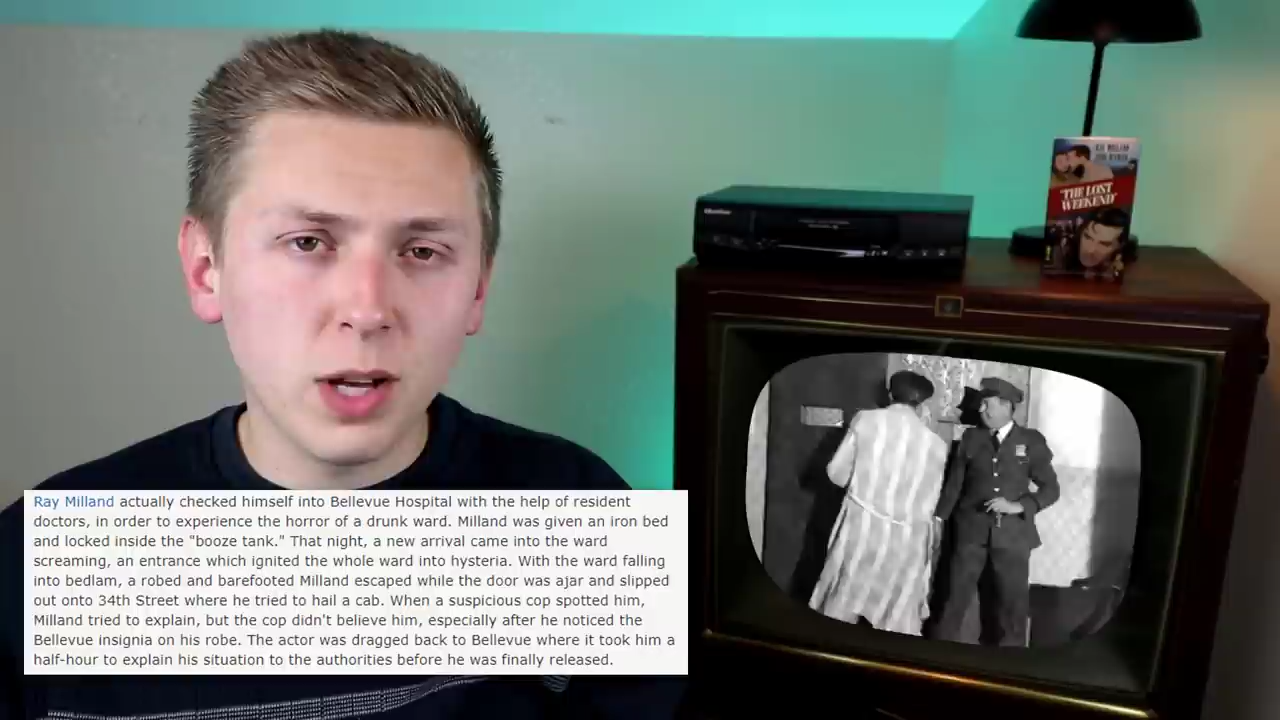 RAY MILLAND
JANE WYMAN
"THE LOST
WEEKEND"
Ray Milland actually checked himself into Bellevue Hospital with the help of resident
doctors, in order to experience the horror of a drunk ward. Milland was given an iron bed
and locked inside the "booze tank." That night, a new arrival came into the ward
screaming, an entrance which ignited the whole ward into hysteria. With the ward falling
into bedlam, a robed and barefooted Milland escaped while the door was ajar and slipped
out onto 34th Street where he tried to hail a cab. When a suspicious cop spotted him,
Milland tried to explain, but the cop didn't believe him, especially after he noticed the
Bellevue insignia on his robe. The actor was dragged back to Bellevue where it took him a
half-hour to explain his situation to the authorities before he was finally released.